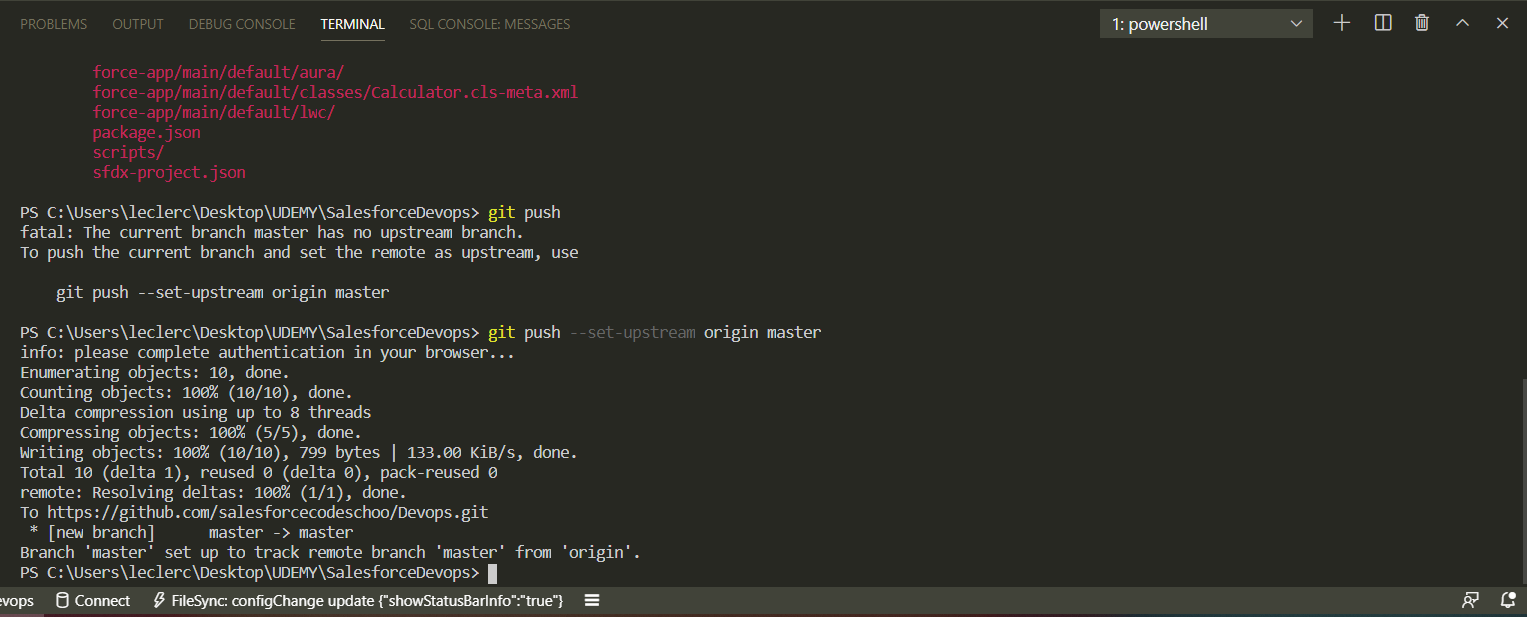 PROBLEMS OUTPUT DEBUG CONSOLE TERMINAL SQL CONSOLE: MESSAGES 1: powershell
force-app/main/default/aura/
force-app/main/default/classes/Calculator.cls-meta.xml
force-app/main/default/lwc/
package.json
scripts/
sfdx-project.json
PS C:\Users\leclerc\Desktop\UDEMY\SalesforceDevops> git push
fatal: The current branch master has no upstream branch.
To push the current branch and set the remote as upstream, use
git push --set-upstream origin master
PS C:\Users\leclerc\Desktop\UDEMY\SalesforceDevops> git push --set-upstream origin master
info: please complete authentication in your browser...
Enumerating objects: 10, done.
Counting objects: 100% (10/10), done.
Delta compression using up to 8 threads
Compressing objects: 100% (5/5), done.
Writing objects: 100% (10/10), 799 bytes | 133.00 KiB/s, done.
Total 10 (delta 1), reused 0 (delta 0), pack-reused 0
remote: Resolving deltas: 100% (1/1), done.
To https://github.com/salesforcecodeschoo/Devops.git
* [new branch] master -> master
Branch 'master' set up to track remote branch 'master' from 'origin'.
PS C:\Users\leclerc\Desktop\UDEMY\SalesforceDevops>
evops Connect FileSync: configChange update {"showStatusBarInfo":"true"}